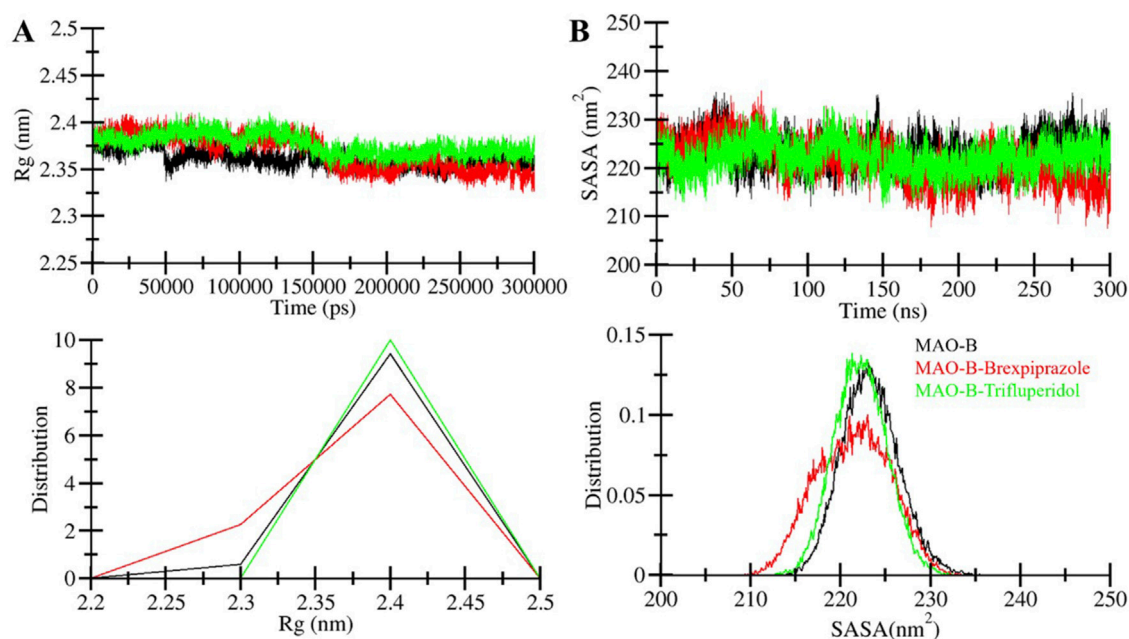 A
2.5
2.45
2.4
2.35
2.3
2.25
Rg (nm)
0 50000 100000 150000 200000 250000 300000
Time (ps)
B
250
240
230
220
210
200
SASA (nm²)
0 50 100 150 200 250 300
Time (ns)
10
8
6
4
2
0
Distribution
2.2 2.3 2.35 2.4 2.45 2.5
Rg (nm)
0.15
0.1
0.05
0
Distribution
MAO-B
MAO-B-Brexpiprazole
MAO-B-Trifluperidol
200 210 220 230 240 250
SASA(nm²)